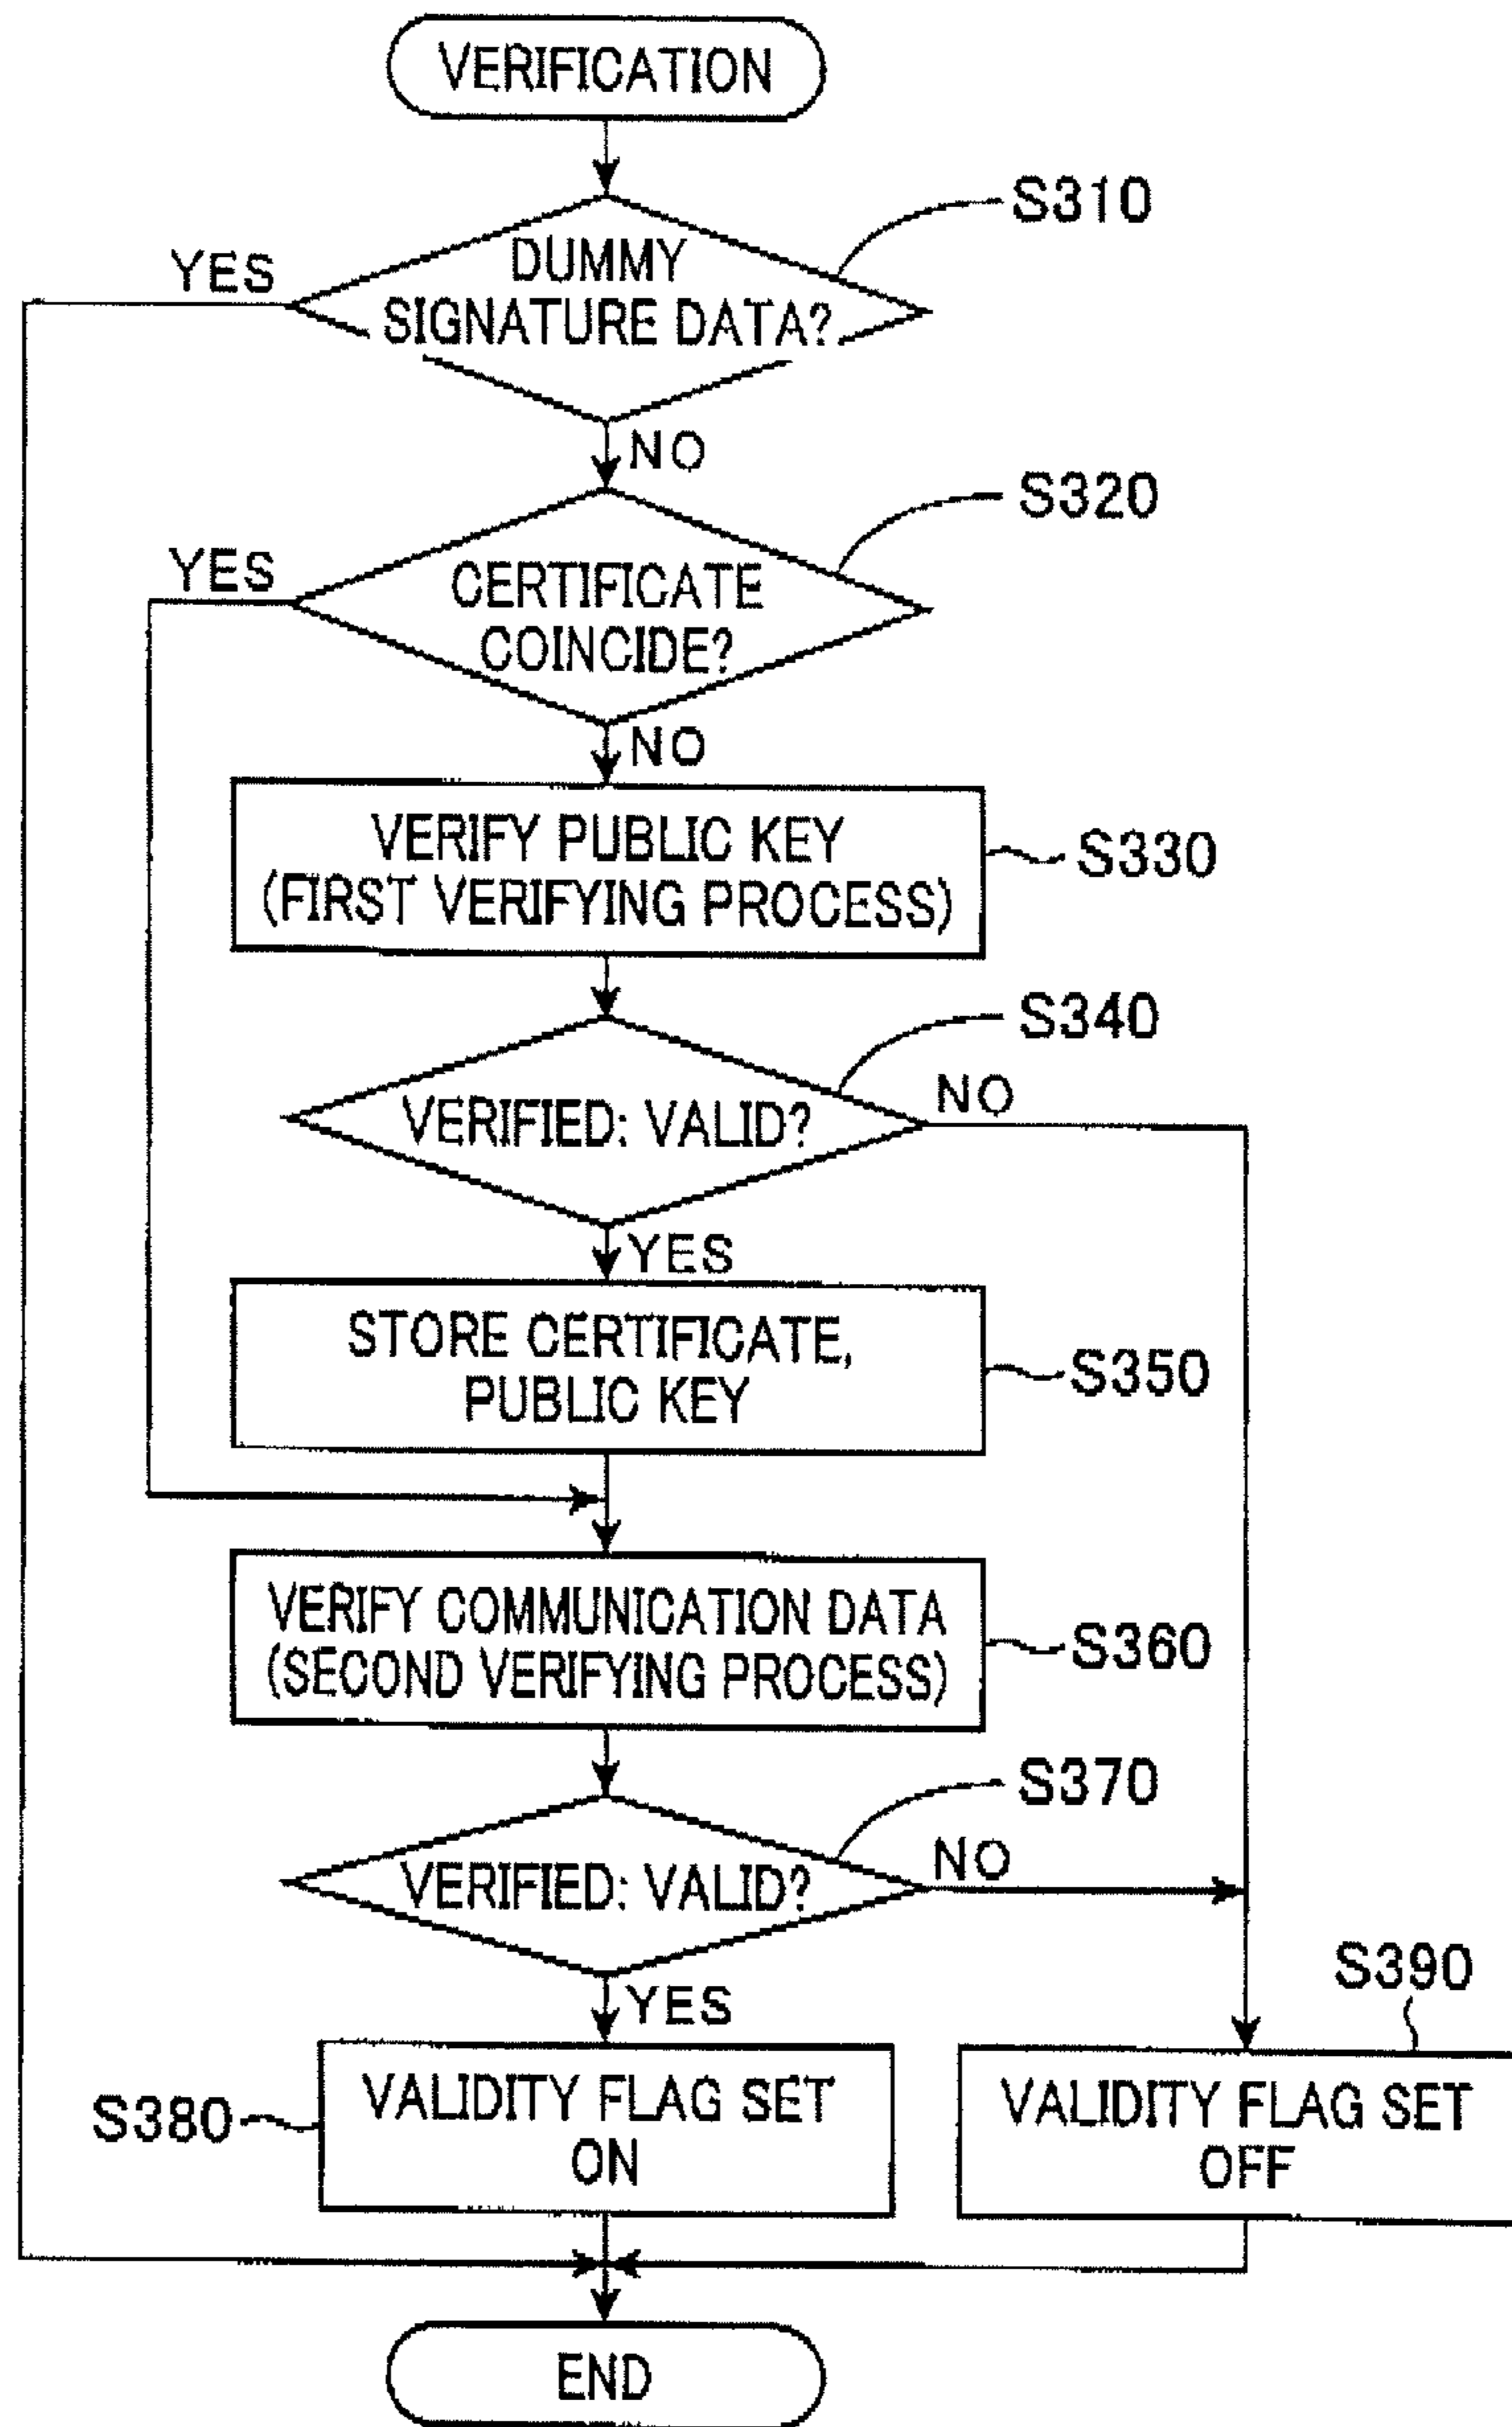 VERIFICATION
S310
YES
DUMMY
SIGNATURE DATA?
NO
S320
YES
CERTIFICATE
COINCIDE?
NO
VERIFY PUBLIC KEY
(FIRST VERIFYING PROCESS)
S330
S340
NO
VERIFIED: VALID?
YES
STORE CERTIFICATE,
PUBLIC KEY
S350
VERIFY COMMUNICATION DATA
(SECOND VERIFYING PROCESS)
S360
S370
NO
VERIFIED: VALID?
YES
S390
S380
VALIDITY FLAG SET
ON
VALIDITY FLAG SET
OFF
END